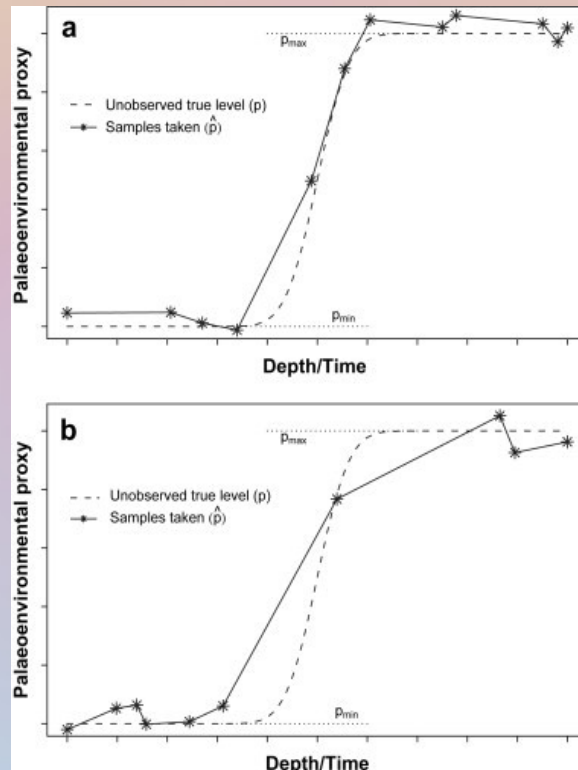 a
Palaeoenvironmental proxy
pmax
Unobserved true level (p)
Samples taken (p̂)
pmin
Depth/Time
b
Palaeoenvironmental proxy
pmax
Unobserved true level (p)
Samples taken (p̂)
pmin
Depth/Time